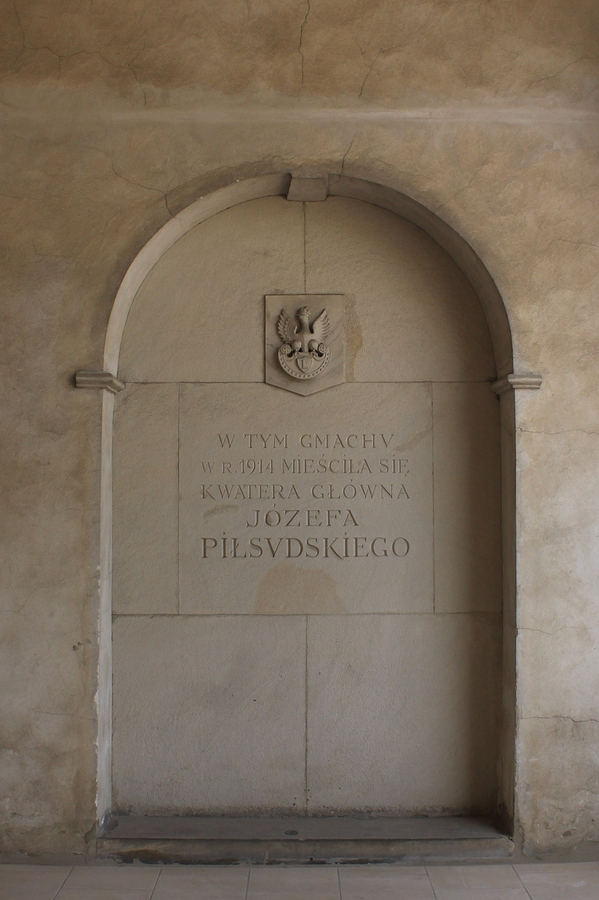 W TYM GMACHV
W R. 1914 MIEŚCIŁA SIĘ
KWATERA GŁÓWNA
JÓZEFA
PIŁSVDSKIEGO
L